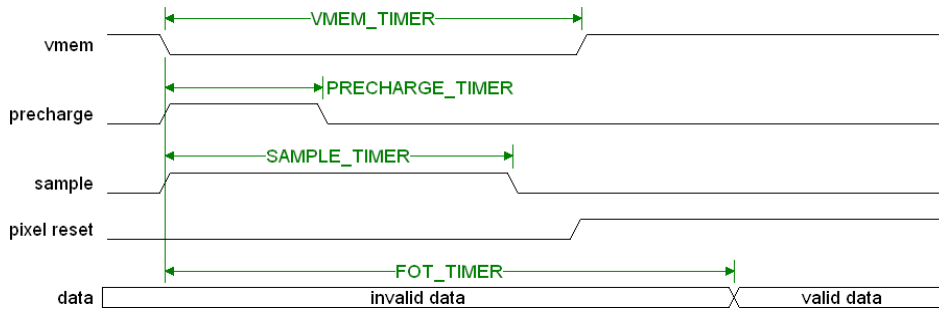 VMEM_TIMER
vmem
PRECHARGE_TIMER
precharge
SAMPLE_TIMER
sample
pixel reset
FOT_TIMER
data invalid data valid data